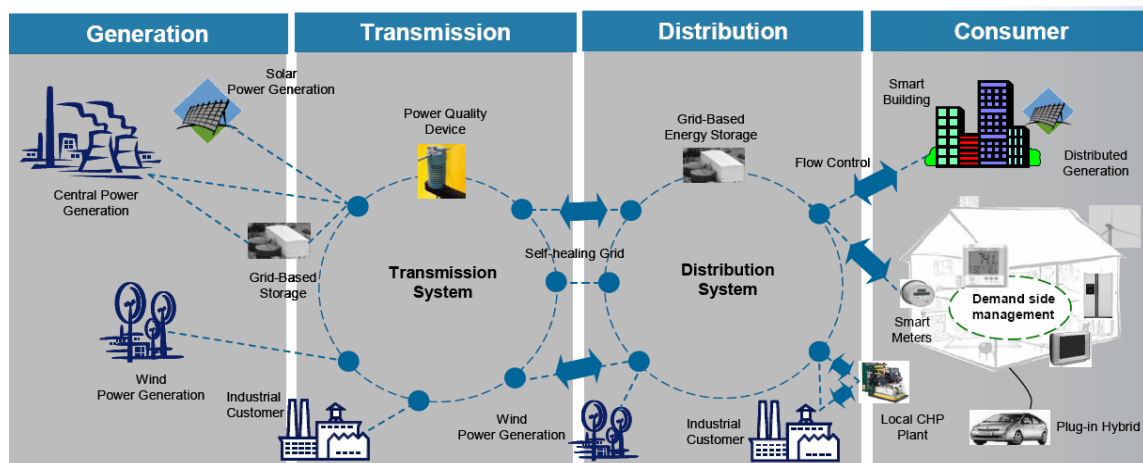 Generation
Transmission
Distribution
Consumer
Solar
Power Generation
Central Power
Generation
Grid-Based
Storage
Wind
Power Generation
Industrial
Customer
Power Quality
Device
Transmission
System
Self-healing Grid
Wind
Power Generation
Grid-Based
Energy Storage
Flow Control
Distribution
System
Industrial
Customer
Smart
Building
Distributed
Generation
Demand side
management
Smart
Meters
Local CHP
Plant
Plug-in Hybrid